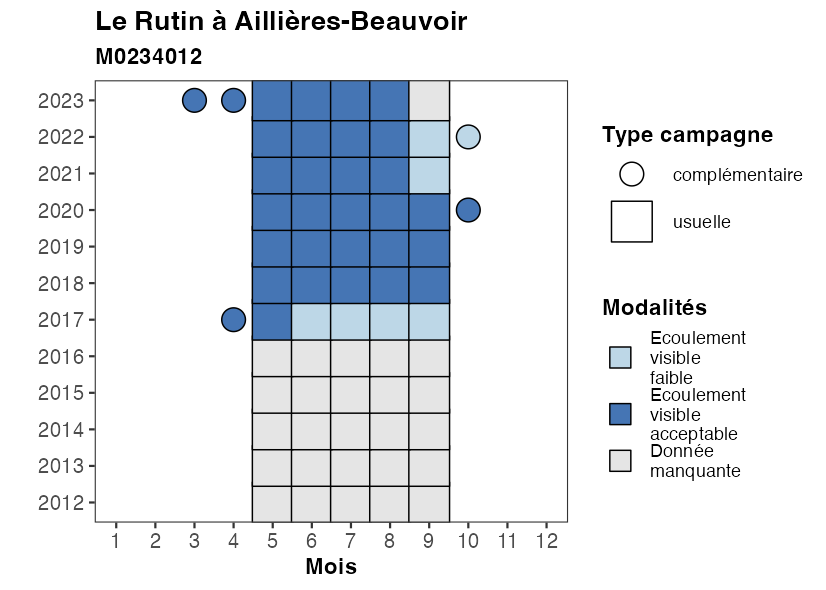 Le Rutin à Aillières-Beauvoir
M0234012
2023
2022
2021
2020
2019
2018
2017
2016
2015
2014
2013
2012
1 2 3 4 5 6 7 8 9 10 11 12
Mois
Type campagne
complémentaire
usuelle
Modalités
Ecoulement
visible
faible
Ecoulement
visible
acceptable
Donnée
manquante